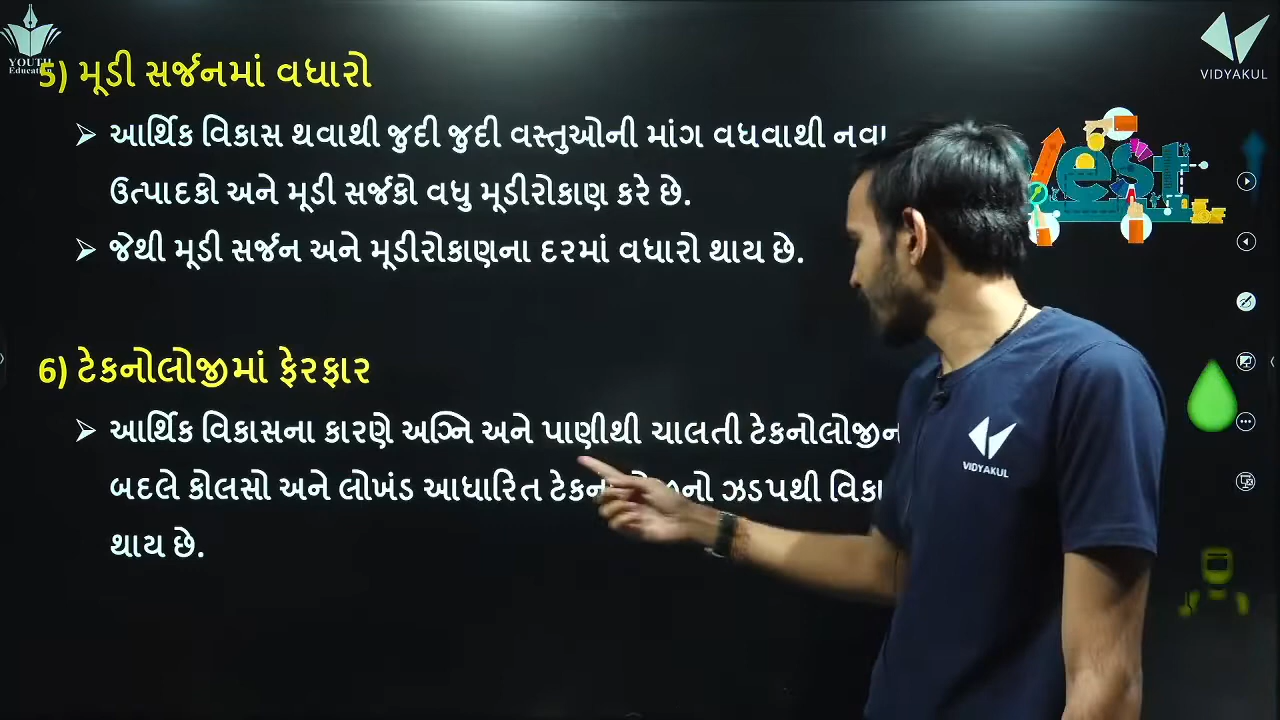 YOUTH
Education
VIDYAKUL
5) મૂડી સર્જનમાં વધારો
➢ આર્થિક વિકાસ થવાથી જુદી જુદી વસ્તુઓની માંગ વધવાથી નવા
ઉત્પાદકો અને મૂડી સર્જકો વધુ મૂડીરોકાણ કરે છે.
➢ જેથી મૂડી સર્જન અને મૂડીરોકાણના દરમાં વધારો થાય છે.
6) ટેકનોલોજીમાં ફેરફાર
➢ આર્થિક વિકાસના કારણે અગ્નિ અને પાણીથી ચાલતી
બદલે કોલસો અને લોખંડ આધારિત ઝડપથી
થાય છે.
VIDYAKUL